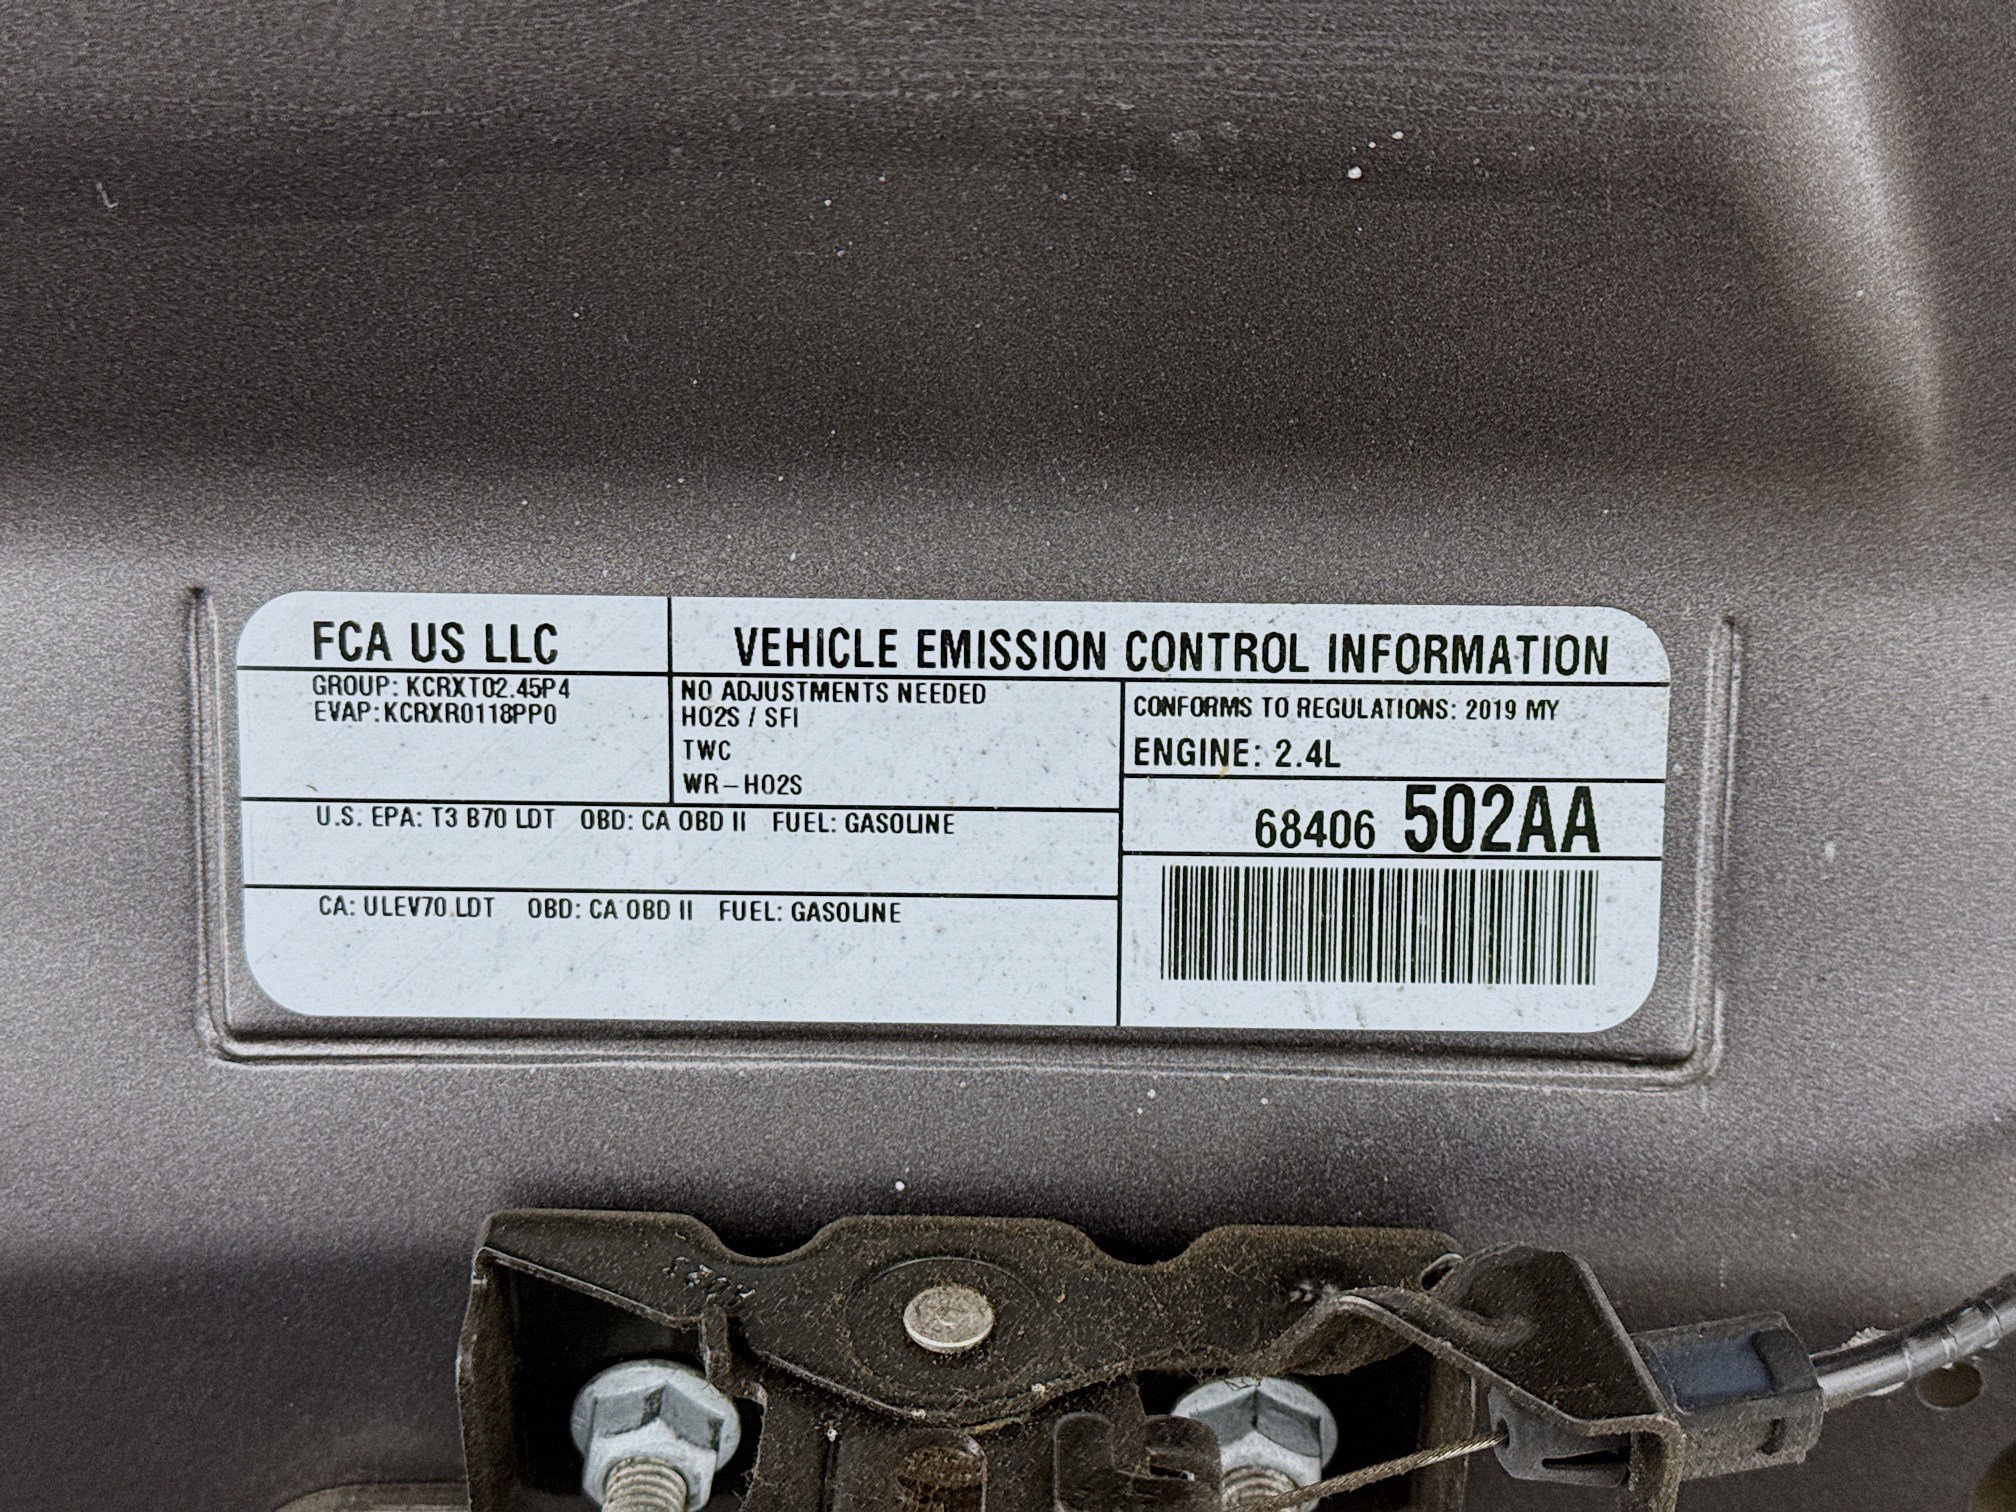 FCA US LLC
VEHICLE EMISSION CONTROL INFORMATION
GROUP: KCRXT02.45P4
EVAP:KCRXR0118PP0
NO ADJUSTMENTS NEEDED
HO2S / SFI
TWC
WR-HO2S
CONFORMS TO REGULATIONS: 2019 MY
ENGINE: 2.4L
U.S. EPA: T3 B70 LDT OBD: CA OBD II FUEL: GASOLINE
68406 502AA
CA: ULEV70 LDT OBD: CA OBD II FUEL: GASOLINE